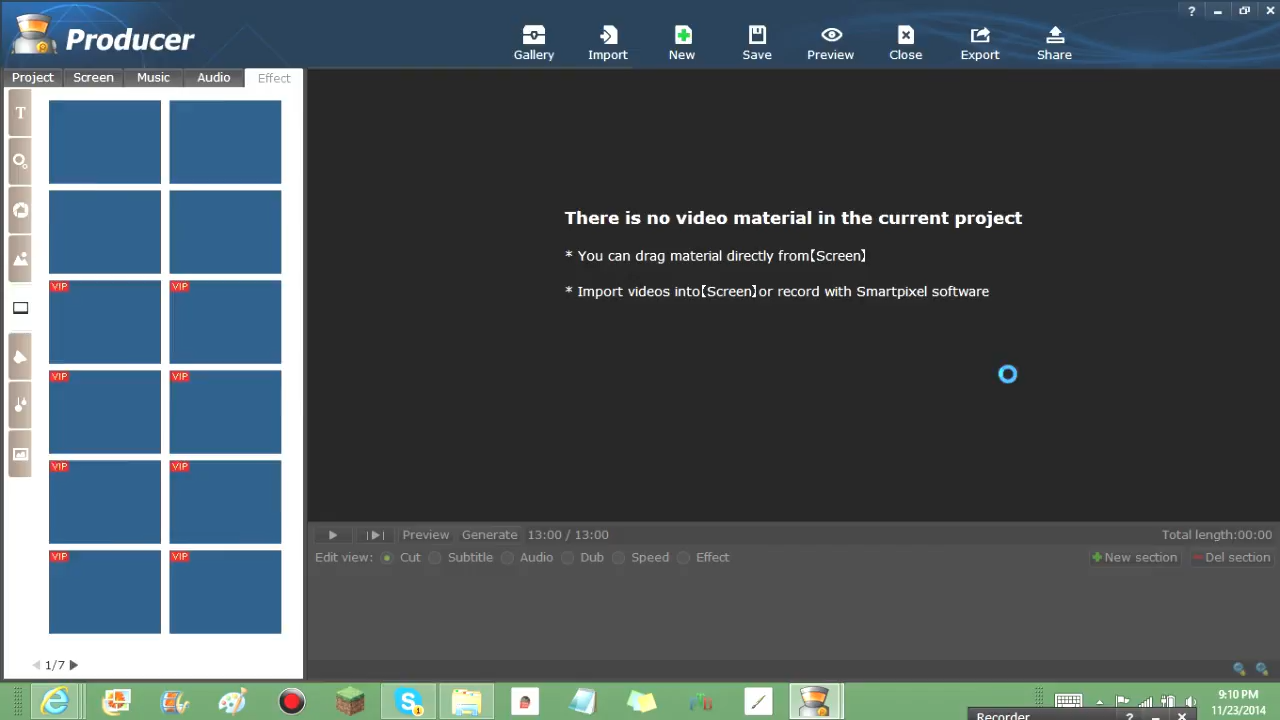 Producer
Gallery Import New Save Preview Close Export Share
Project Screen Music Audio Effect
T
VIP VIP
VIP VIP
VIP VIP
VIP VIP
1/7
There is no video material in the current project
* You can drag material directly from【Screen】
* Import videos into【Screen】or record with Smartpixel software
Preview Generate 13:00 / 13:00 Total length:00:00
Edit view: Cut Subtitle Audio Dub Speed Effect New section Del section
9:10 PM
11/23/2014
Recorder